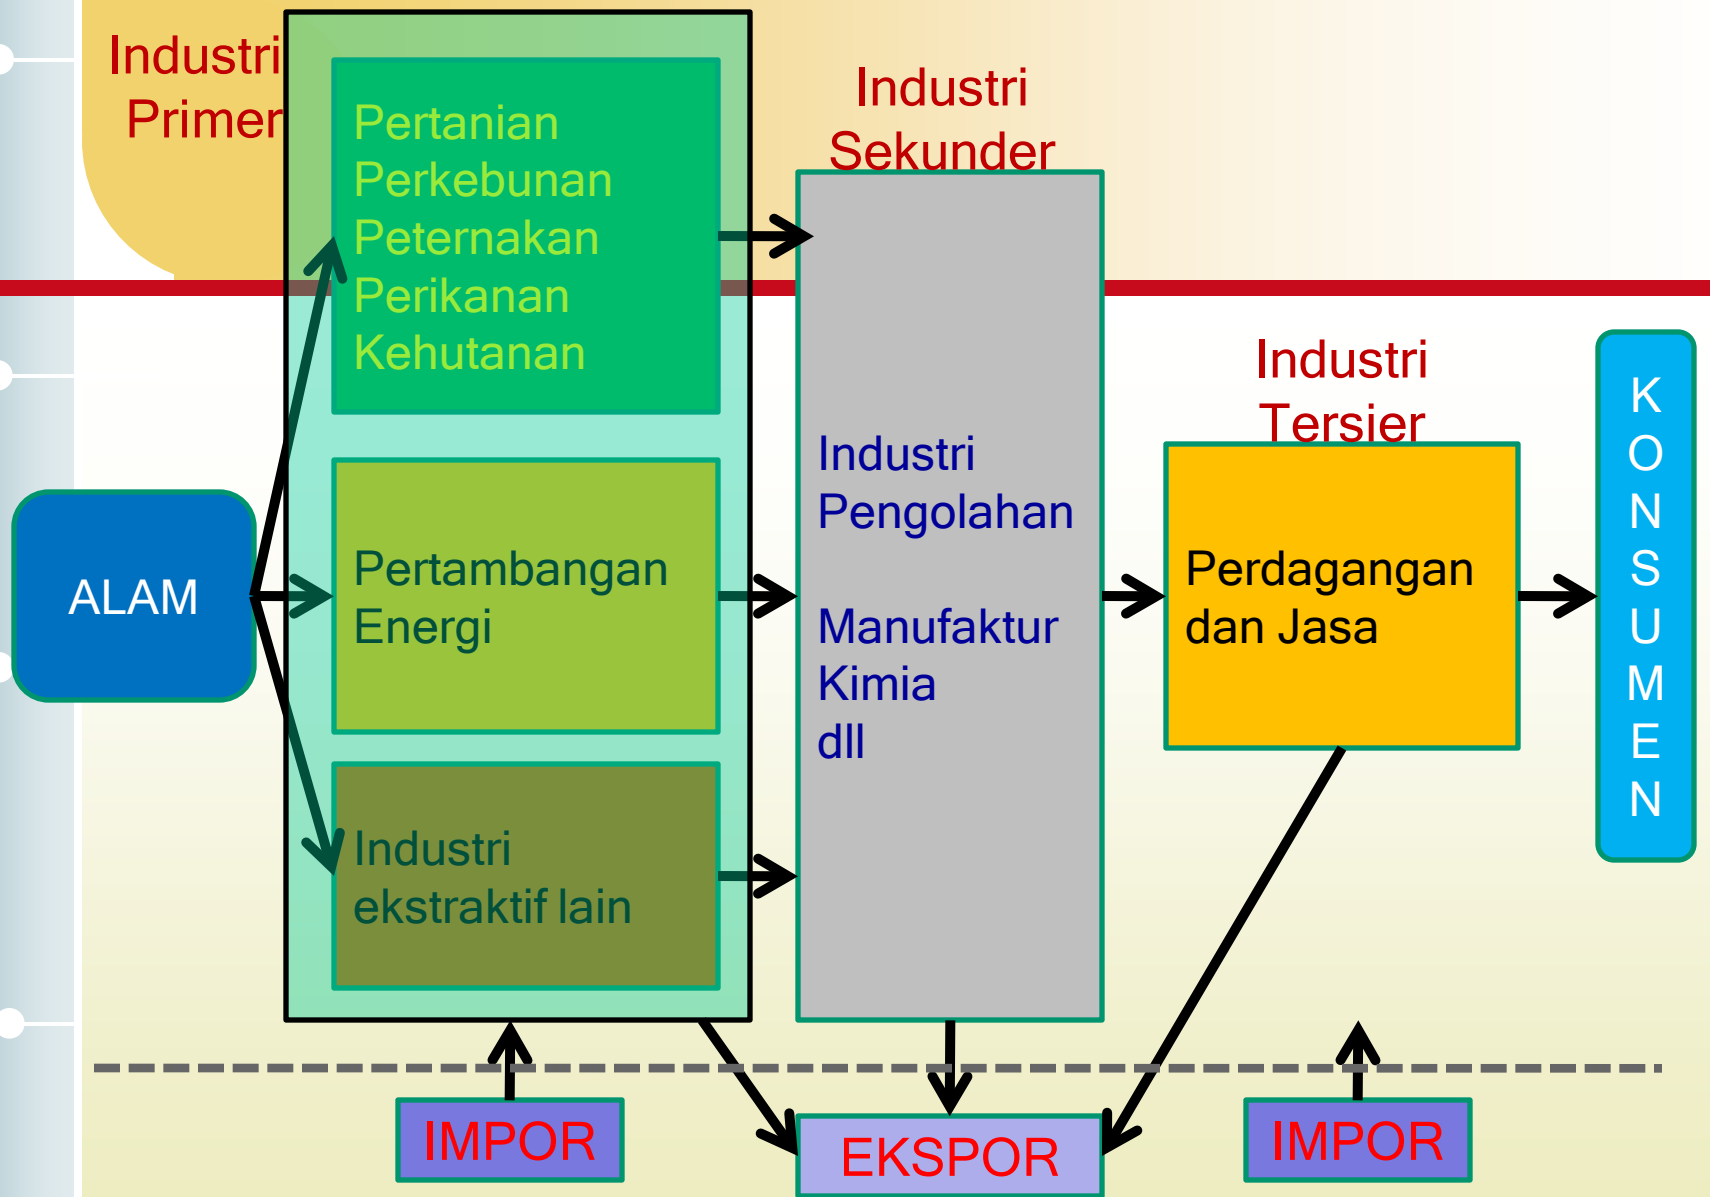 Industri
Primer
Pertanian
Perkebunan
Peternakan
Perikanan
Kehutanan
Industri
Sekunder
Industri
Tersier
ALAM
Pertambangan
Energi
Industri
ekstraktif lain
Industri
Pengolahan
Manufaktur
Kimia
dll
Perdagangan
dan Jasa
K
O
N
S
U
M
E
N
IMPOR
EKSPOR
IMPOR